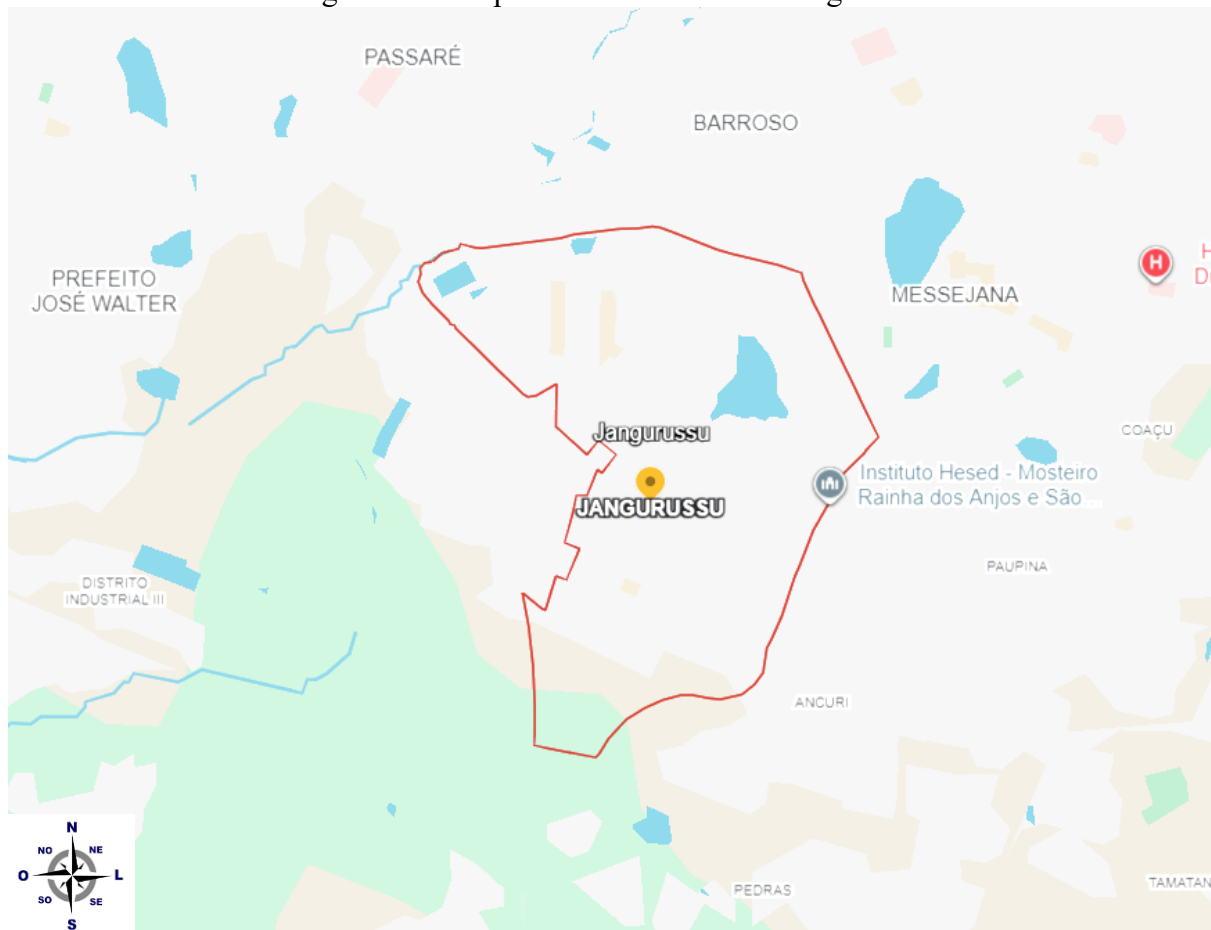 PASSARÉ
BARROSO
PREFEITO
JOSÉ WALTER
MESSEJANA
H
H
Jangurussu
COAÇU
Instituto Hesed - Mosteiro
Rainha dos Anjos e São ...
JANGURUSSU
PAUPINA
DISTRITO
INDUSTRIAL III
ANCURI
PEDRAS
TAMATAN
N
NO NE
O L
SO SE
S